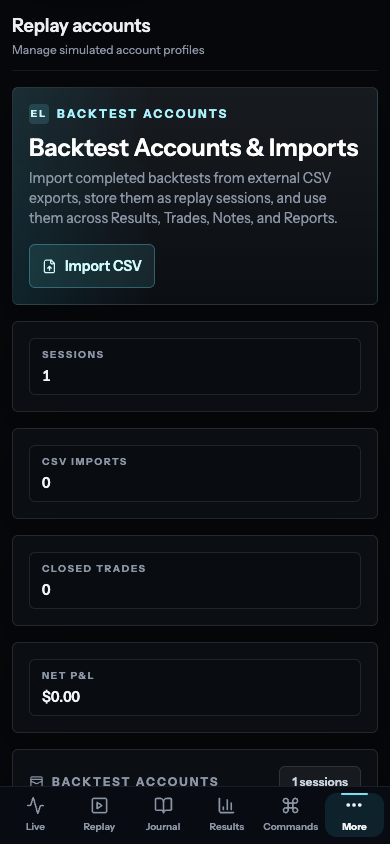 Replay accounts
Manage simulated account profiles
EL BACKTEST ACCOUNTS
Backtest Accounts & Imports
Import completed backtests from external CSV
exports, store them as replay sessions, and use
them across Results, Trades, Notes, and Reports.
Import CSV
SESSIONS
1
CSV IMPORTS
0
CLOSED TRADES
0
NET P&L
$0.00
BACKTEST ACCOUNTS 1 sessions
Live Replay Journal Results Commands More